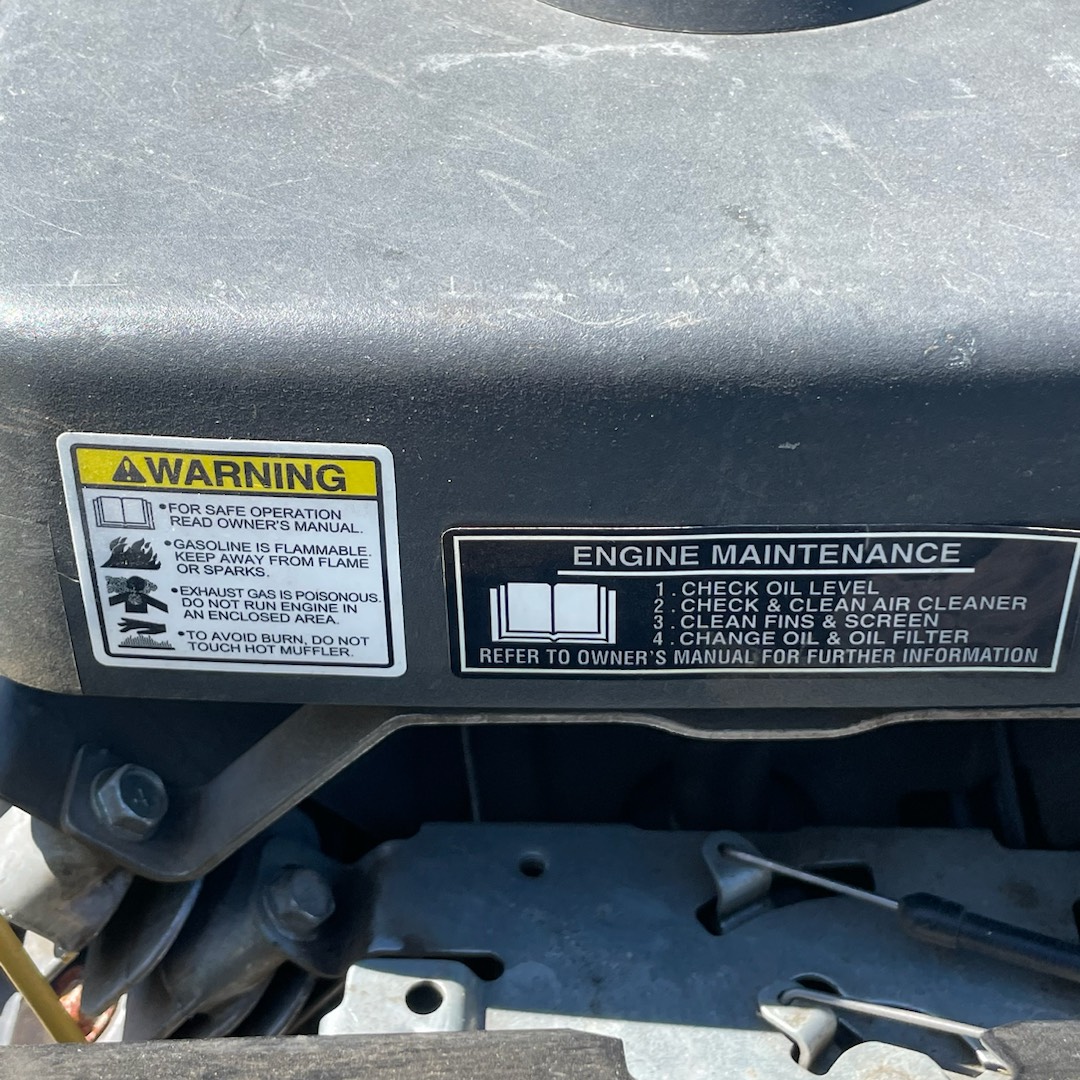 WARNING
•FOR SAFE OPERATION
READ OWNER'S MANUAL.
•GASOLINE IS FLAMMABLE.
KEEP AWAY FROM FLAME
OR SPARKS.
•EXHAUST GAS IS POISONOUS.
DO NOT RUN ENGINE IN
AN ENCLOSED AREA.
•TO AVOID BURN, DO NOT
TOUCH HOT MUFFLER.
ENGINE MAINTENANCE
1. CHECK OIL LEVEL
2. CHECK & CLEAN AIR CLEANER
3. CLEAN FINS & SCREEN
4. CHANGE OIL & OIL FILTER
REFER TO OWNER'S MANUAL FOR FURTHER INFORMATION